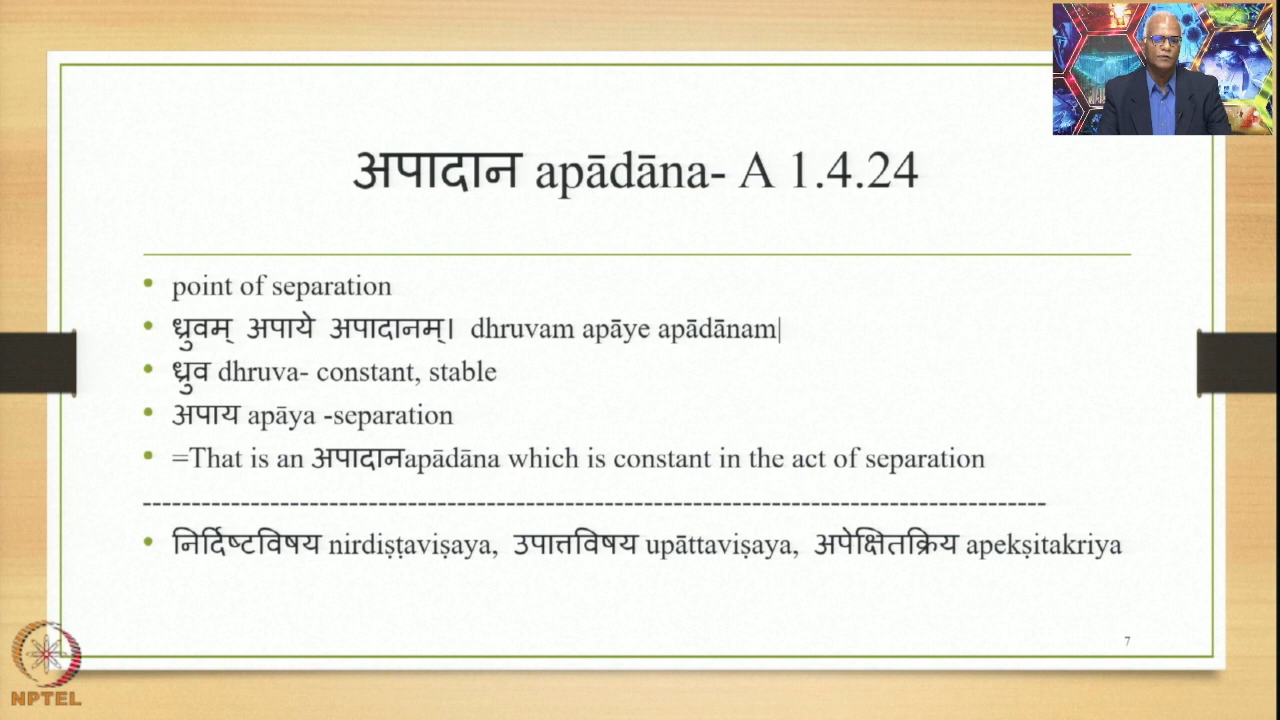 अपादान apādāna- A 1.4.24
• point of separation
• ध्रुवम् अपाये अपादानम्। dhruvam apāye apādānam|
• ध्रुव dhruva- constant, stable
• अपाय apāya -separation
• =That is an अपादानapādāna which is constant in the act of separation
--------------------------------------------------------------------------------------------
• निर्दिष्टविषय nirdiṣṭaviṣaya, उपात्तविषय upāttaviṣaya, अपेक्षितक्रिय apekṣitakriya
7
NPTEL